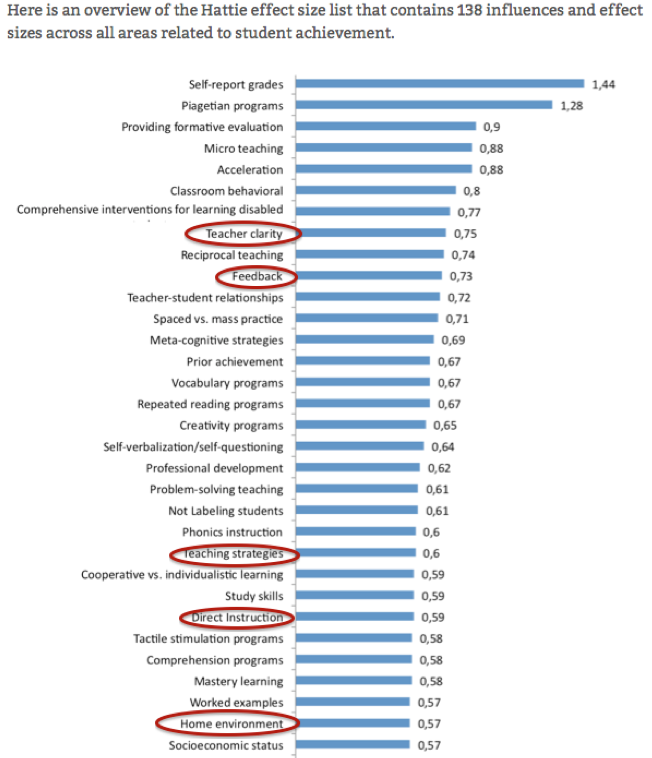 Here is an overview of the Hattie effect size list that contains 138 influences and effect
sizes across all areas related to student achievement.
Self-report grades 1,44
Piagetian programs 1,28
Providing formative evaluation 0,9
Micro teaching 0,88
Acceleration 0,88
Classroom behavioral 0,8
Comprehensive interventions for learning disabled 0,77
Teacher clarity 0,75
Reciprocal teaching 0,74
Feedback 0,73
Teacher-student relationships 0,72
Spaced vs. mass practice 0,71
Meta-cognitive strategies 0,69
Prior achievement 0,67
Vocabulary programs 0,67
Repeated reading programs 0,67
Creativity programs 0,65
Self-verbalization/self-questioning 0,64
Professional development 0,62
Problem-solving teaching 0,61
Not Labeling students 0,61
Phonics instruction 0,6
Teaching strategies 0,6
Cooperative vs. individualistic learning 0,59
Study skills 0,59
Direct Instruction 0,59
Tactile stimulation programs 0,58
Comprehension programs 0,58
Mastery learning 0,58
Worked examples 0,57
Home environment 0,57
Socioeconomic status 0,57